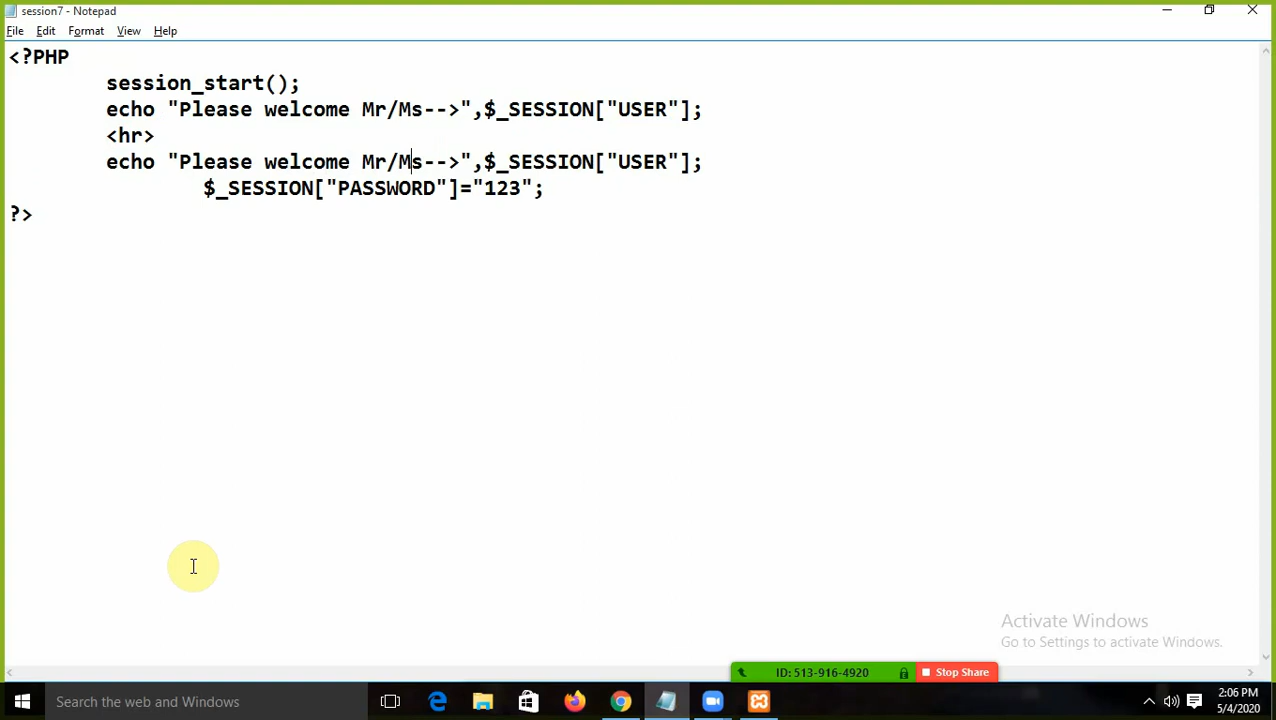 session7 - Notepad
File Edit Format View Help
<?PHP
session_start();
echo "Please welcome Mr/Ms-->",$_SESSION["USER"];
<hr>
echo "Please welcome Mr/Ms-->",$_SESSION["USER"];
$_SESSION["PASSWORD"]="123";
?>
Activate Windows
Go to Settings to activate Windows.
ID: 513-916-4920 Stop Share
Search the web and Windows
2:06 PM
5/4/2020